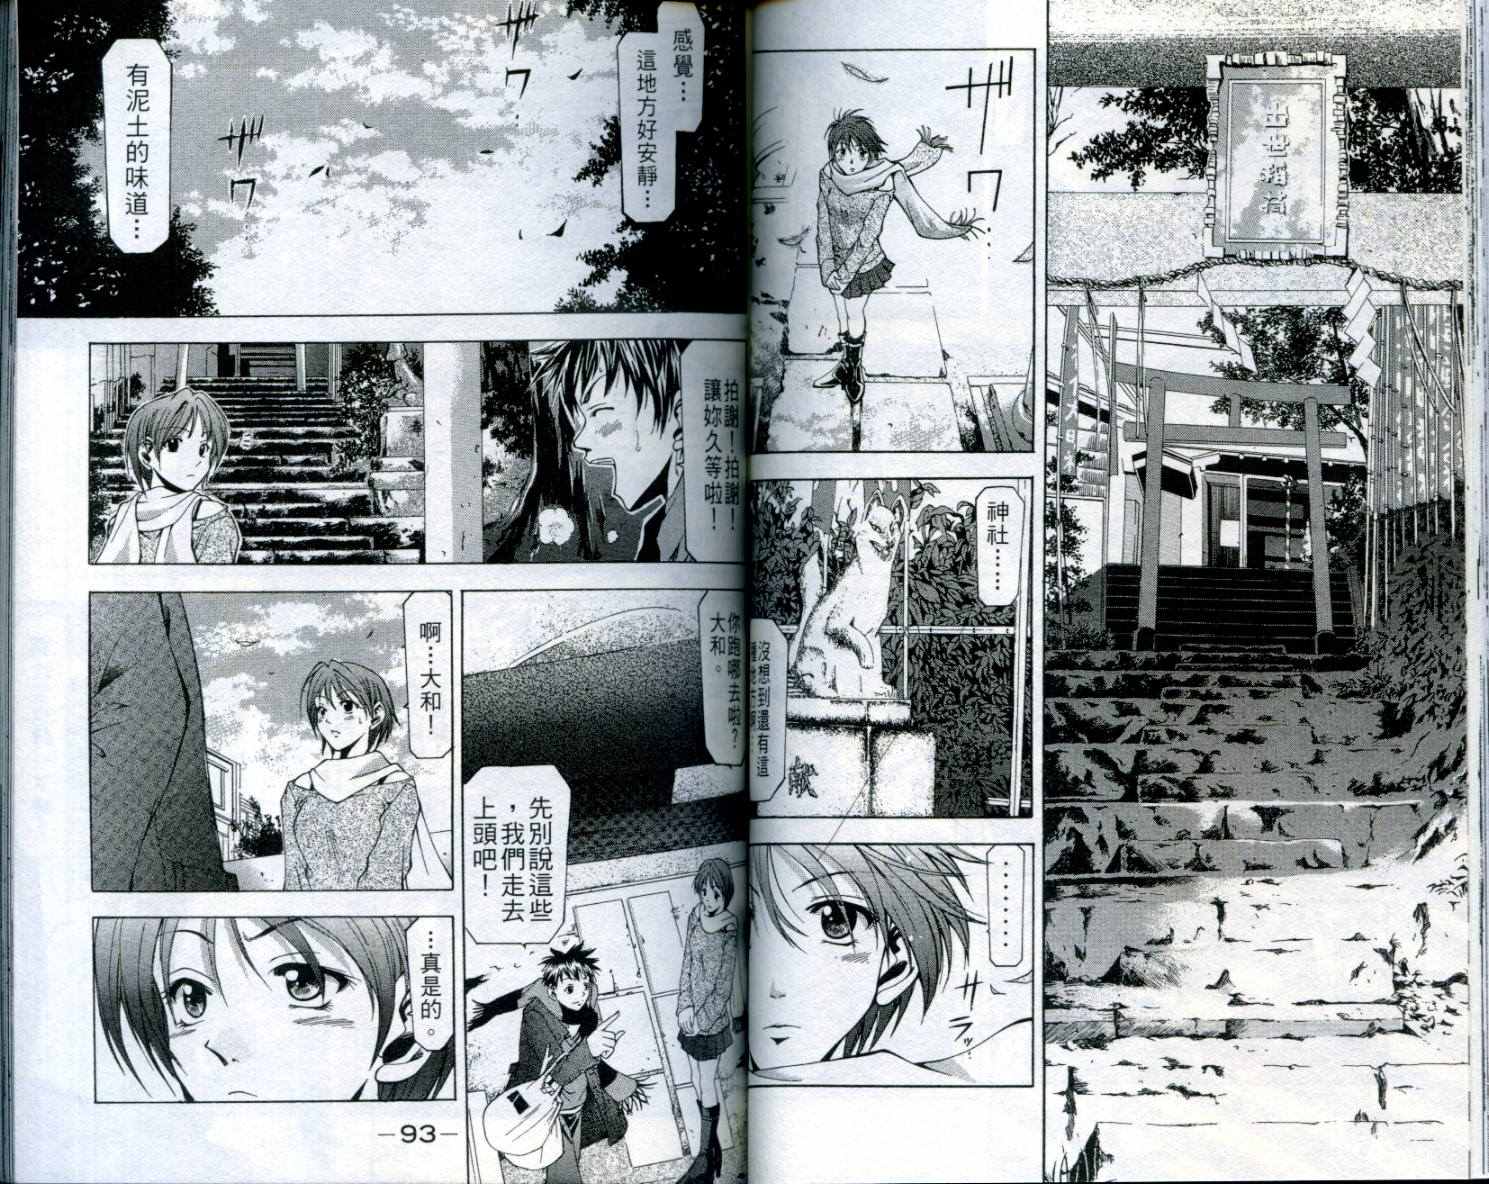 出世稻荷
ザワ
神社……
沒想到還有這
献
………
ザラッ
感覺…
這地方好安靜…
ザワ
ザワ
有泥土的味道…
拍謝！拍謝！
讓妳久等啦！
你跑哪去啦？
大和。
先別說這些
，我們走去
上頭吧！
啊…大和！
…真是的。
—93—